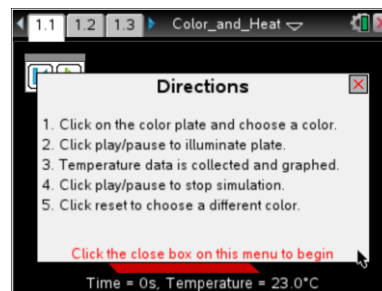 1.1 1.2 1.3 Color_and_Heat
Directions
1. Click on the color plate and choose a color.
2. Click play/pause to illuminate plate.
3. Temperature data is collected and graphed.
4. Click play/pause to stop simulation.
5. Click reset to choose a different color.
Click the close box on this menu to begin
Time = 0s, Temperature = 23.0°C